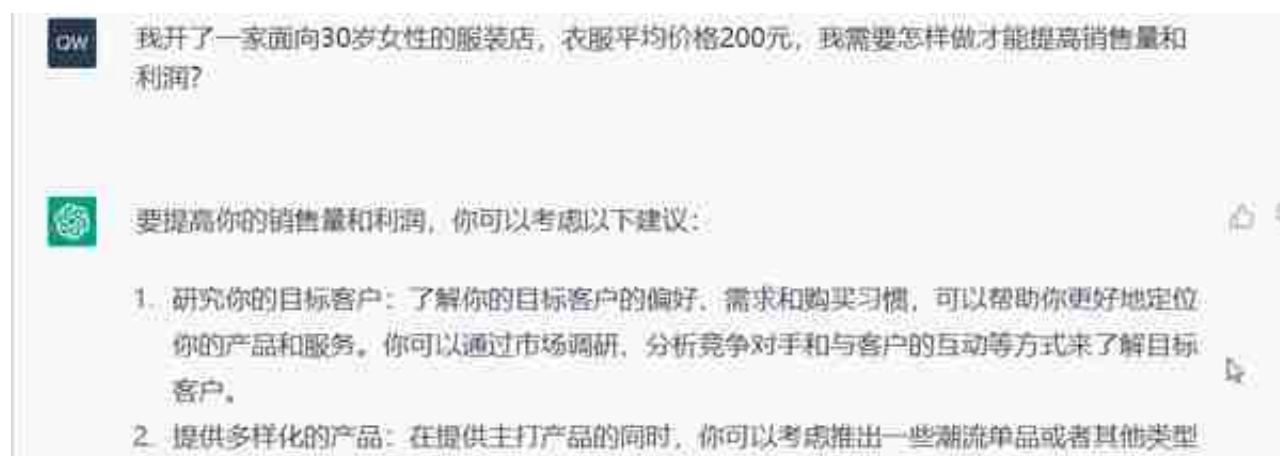 QW
我开了一家面向30岁女性的服装店，衣服平均价格200元，我需要怎样做才能提高销售量和
利润？
要提高你的销售量和利润，你可以考虑以下建议：
1. 研究你的目标客户：了解你的目标客户的偏好、需求和购买习惯，可以帮助你更好地定位
你的产品和服务。你可以通过市场调研、分析竞争对手和与客户的互动等方式来了解目标
客户。
2. 提供多样化的产品：在提供主打产品的同时，你可以考虑推出一些潮流单品或者其他类型